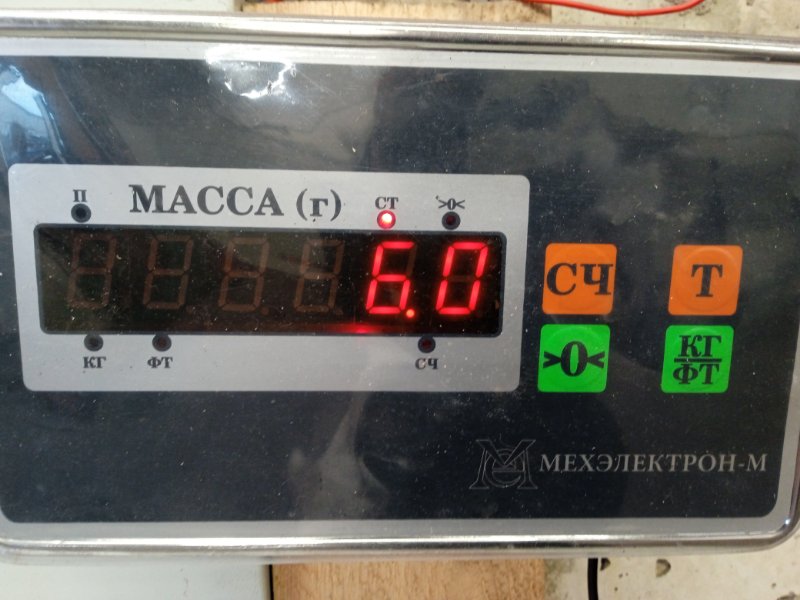 П МАССА (г) СТ >0<
6.0
КГ ФТ СЧ
СЧ Т
>0< КГ/ФТ
МЕХЭЛЕКТРОН-М